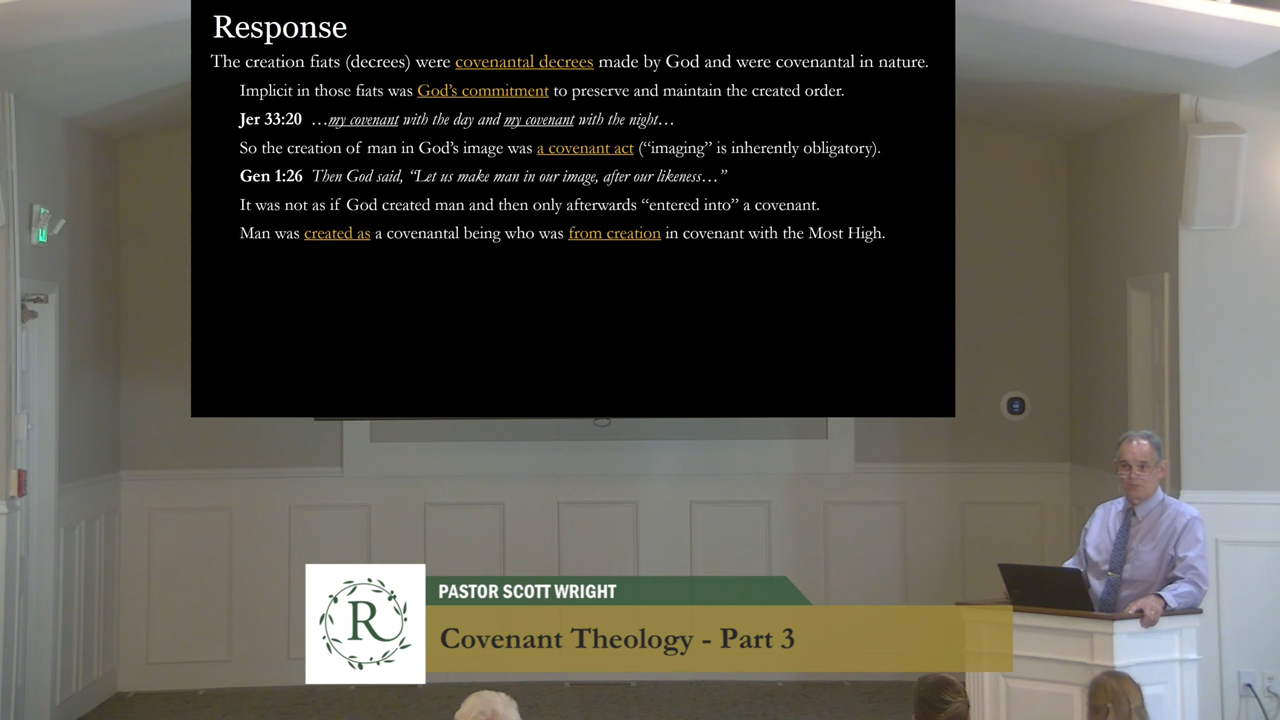 Response
The creation fiats (decrees) were covenantal decrees made by God and were covenantal in nature.
Implicit in those fiats was God's commitment to preserve and maintain the created order.
Jer 33:20 …my covenant with the day and my covenant with the night…
So the creation of man in God's image was a covenant act (“imaging” is inherently obligatory).
Gen 1:26 Then God said, “Let us make man in our image, after our likeness…”
It was not as if God created man and then only afterwards “entered into” a covenant.
Man was created as a covenantal being who was from creation in covenant with the Most High.
R
PASTOR SCOTT WRIGHT
Covenant Theology - Part 3